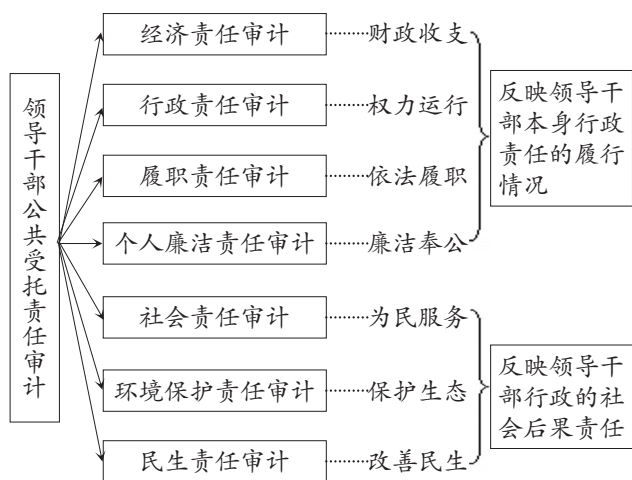 领导干部公共受托责任审计
经济责任审计
财政收支
行政责任审计
权力运行
履职责任审计
依法履职
个人廉洁责任审计
廉洁奉公
反映领导干
部本身行政
责任的履行
情况
社会责任审计
为民服务
环境保护责任审计
保护生态
民生责任审计
改善民生
反映领导干
部行政的社
会后果责任